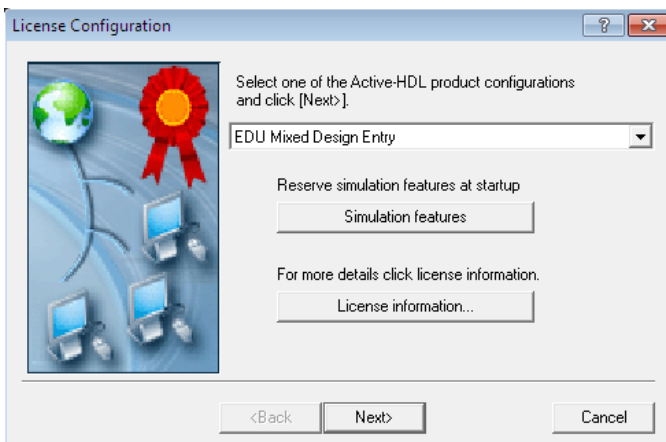 License Configuration
Select one of the Active-HDL product configurations
and click [Next>].
EDU Mixed Design Entry
Reserve simulation features at startup
Simulation features
For more details click license information.
License information...
<Back
Next>
Cancel